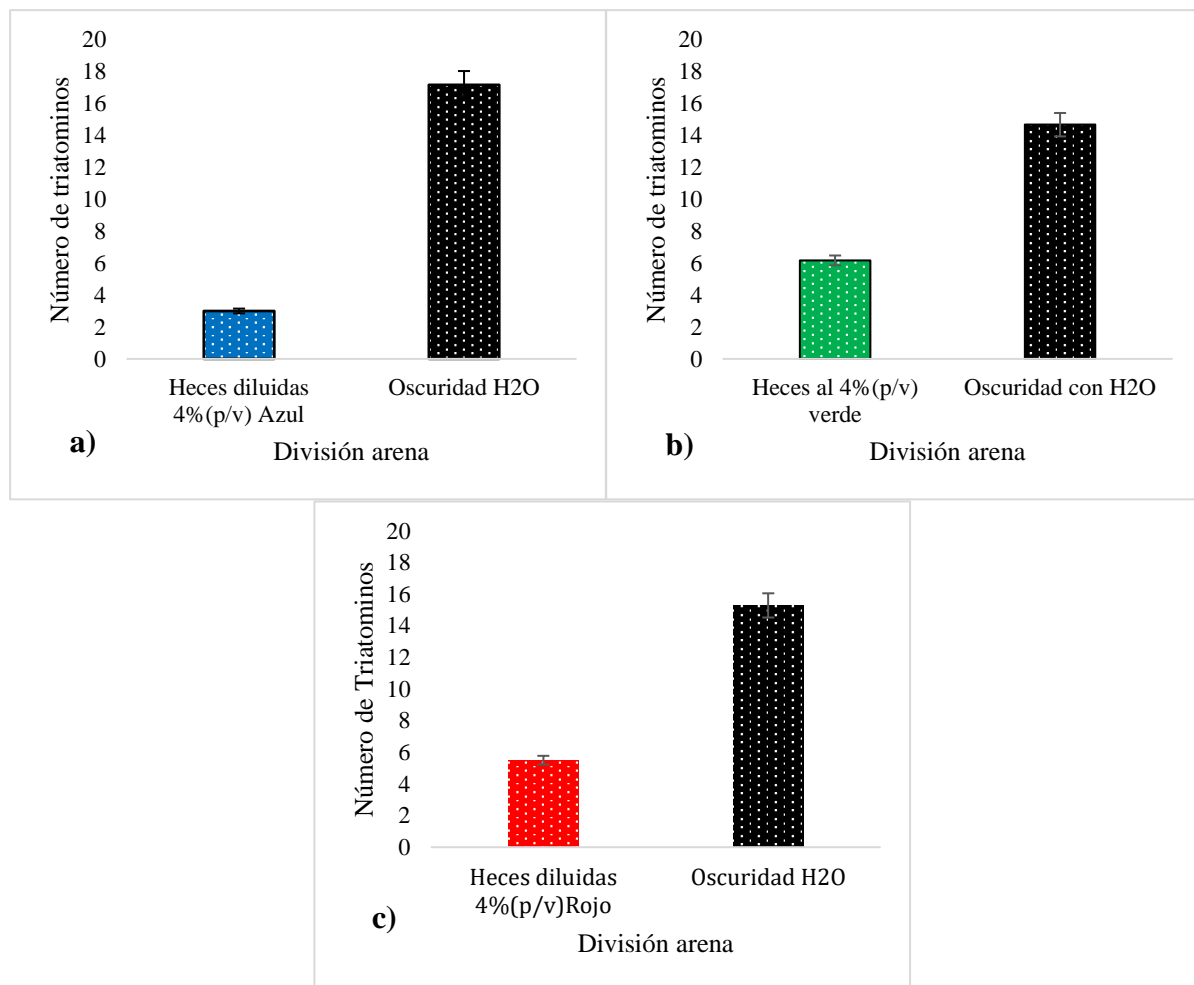 Número de triatominos
20
18
16
14
12
10
8
6
4
2
0
Heces diluidas
4%(p/v) Azul
Oscuridad H2O
a)
División arena
Número de triatominos
20
18
16
14
12
10
8
6
4
2
0
Heces al 4%(p/v)
verde
Oscuridad con H2O
b)
División arena
Número de Triatominos
20
18
16
14
12
10
8
6
4
2
0
Heces diluidas
4%(p/v)Rojo
Oscuridad H2O
c)
División arena